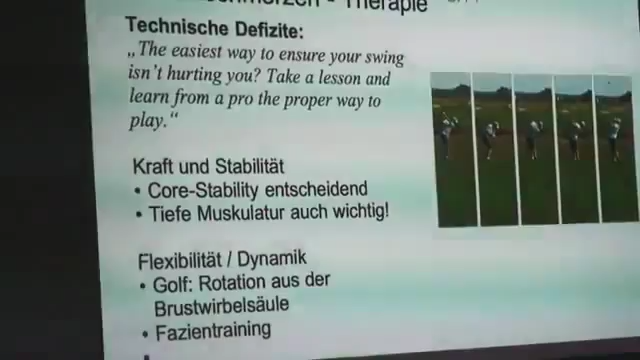 Therapie
Technische Defizite:
„The easiest way to ensure your swing
isn't hurting you? Take a lesson and
learn from a pro the proper way to
play.“
Kraft und Stabilität
• Core-Stability entscheidend
• Tiefe Muskulatur auch wichtig!
Flexibilität / Dynamik
• Golf: Rotation aus der
Brustwirbelsäule
• Fazientraining